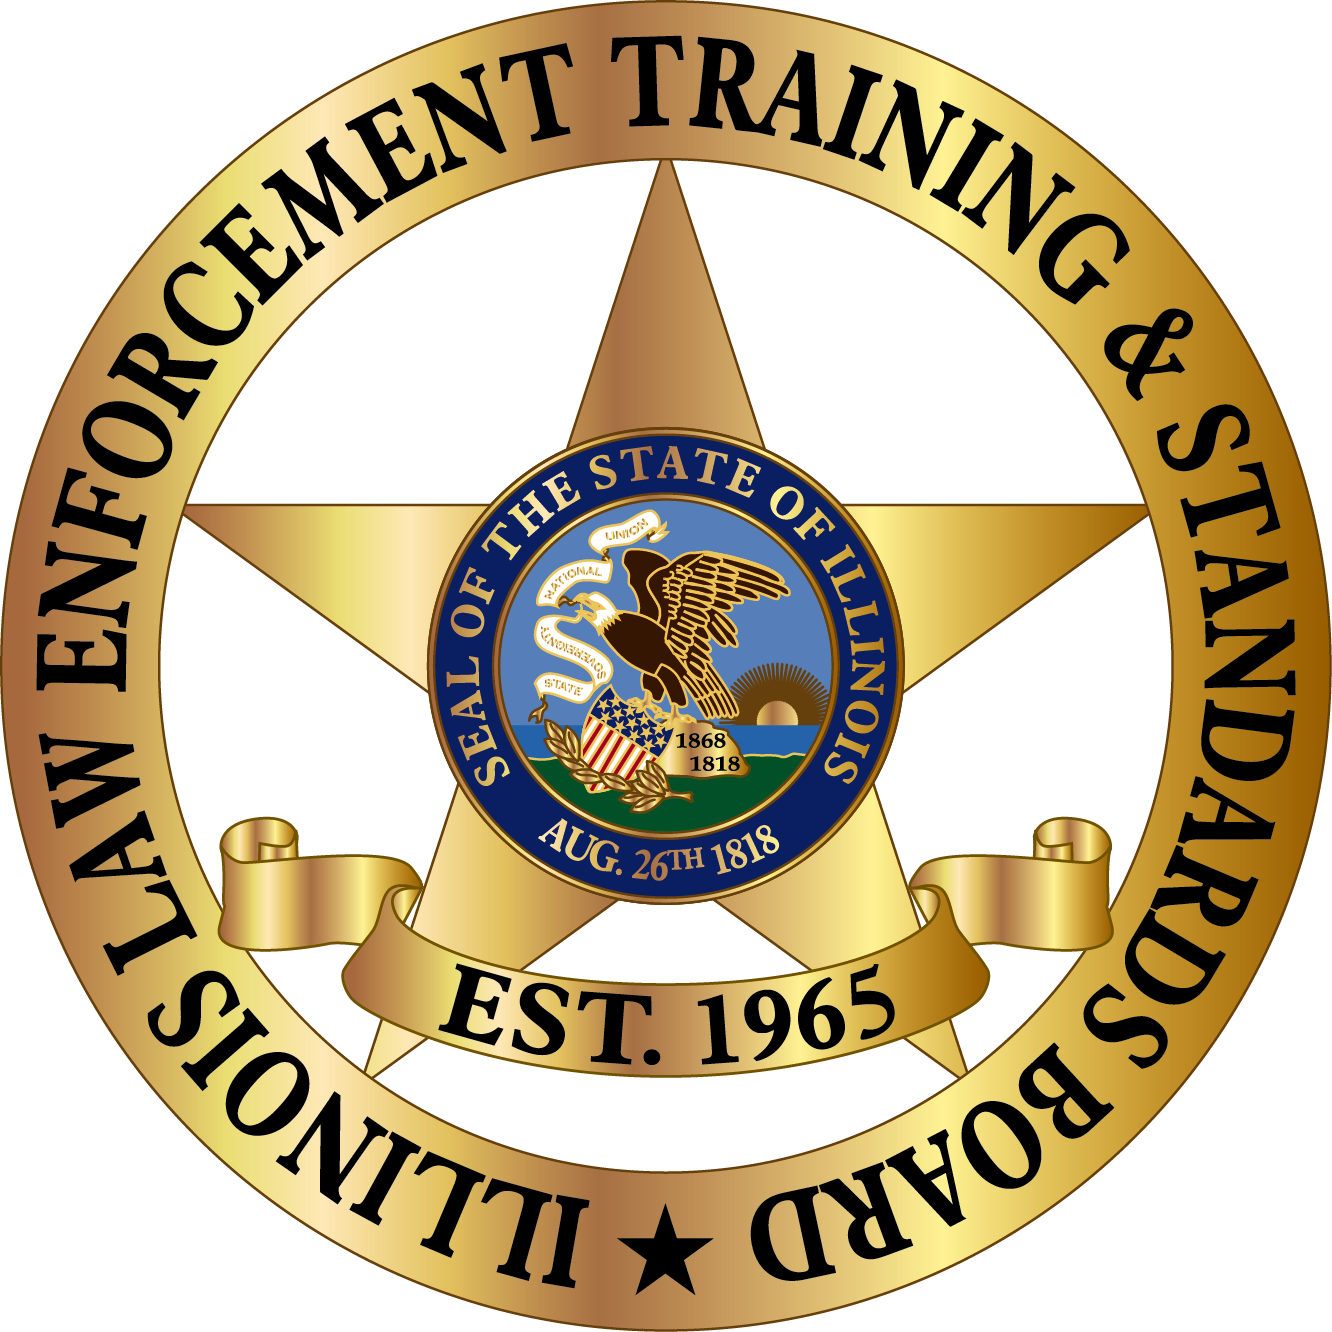 ILLINOIS LAW ENFORCEMENT TRAINING & STANDARDS BOARD
SEAL OF THE STATE OF ILLINOIS
UNION
NATIONAL
SOVEREIGNTY
STATE
1868
1818
AUG. 26TH 1818
EST. 1965